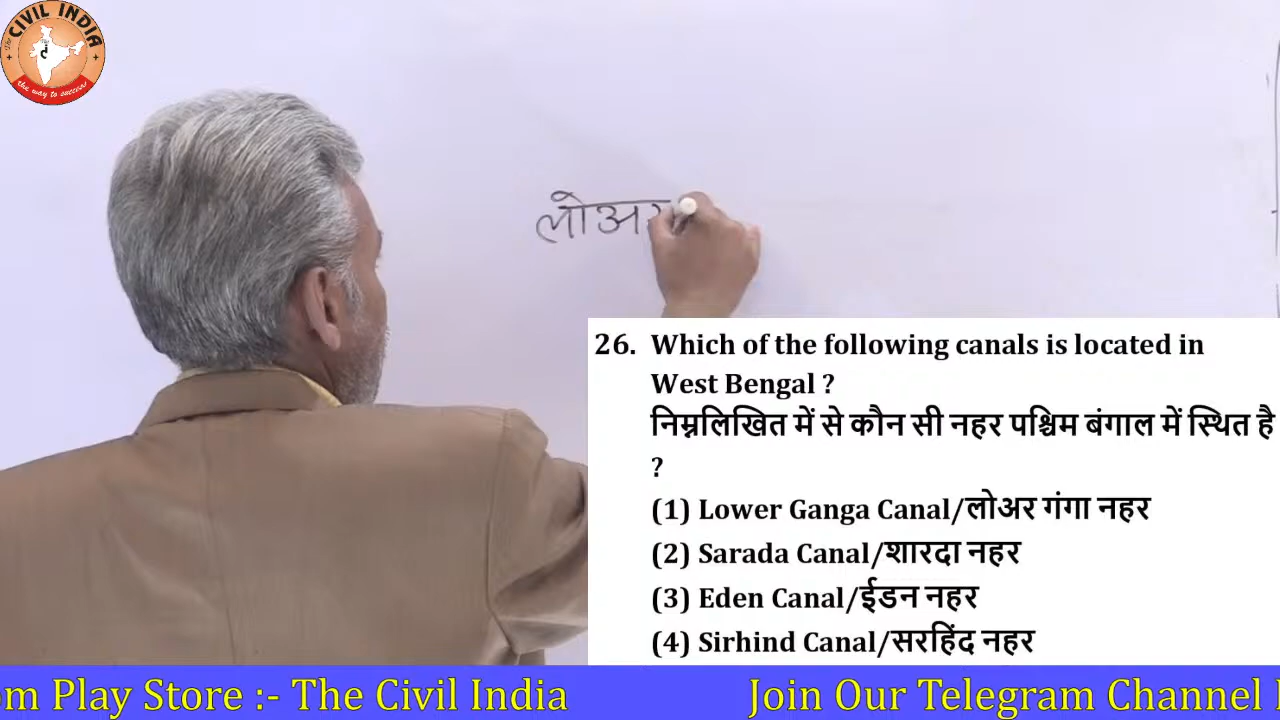 The CIVIL INDIA
the way to success
लोअर
26. Which of the following canals is located in
West Bengal ?
निम्नलिखित में से कौन सी नहर पश्चिम बंगाल में स्थित है
?
(1) Lower Ganga Canal/लोअर गंगा नहर
(2) Sarada Canal/शारदा नहर
(3) Eden Canal/ईडन नहर
(4) Sirhind Canal/सरहिंद नहर
om Play Store :- The Civil India Join Our Telegram Channel